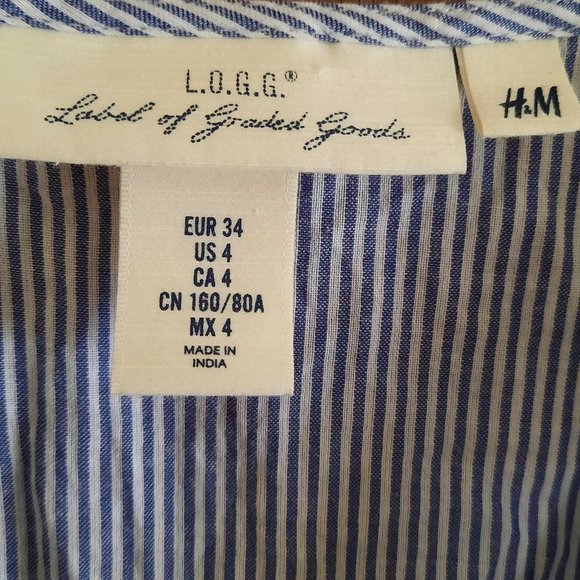 L.O.G.G.®
Label of Graded Goods
H&M
EUR 34
US 4
CA 4
CN 160/80A
MX 4
MADE IN
INDIA